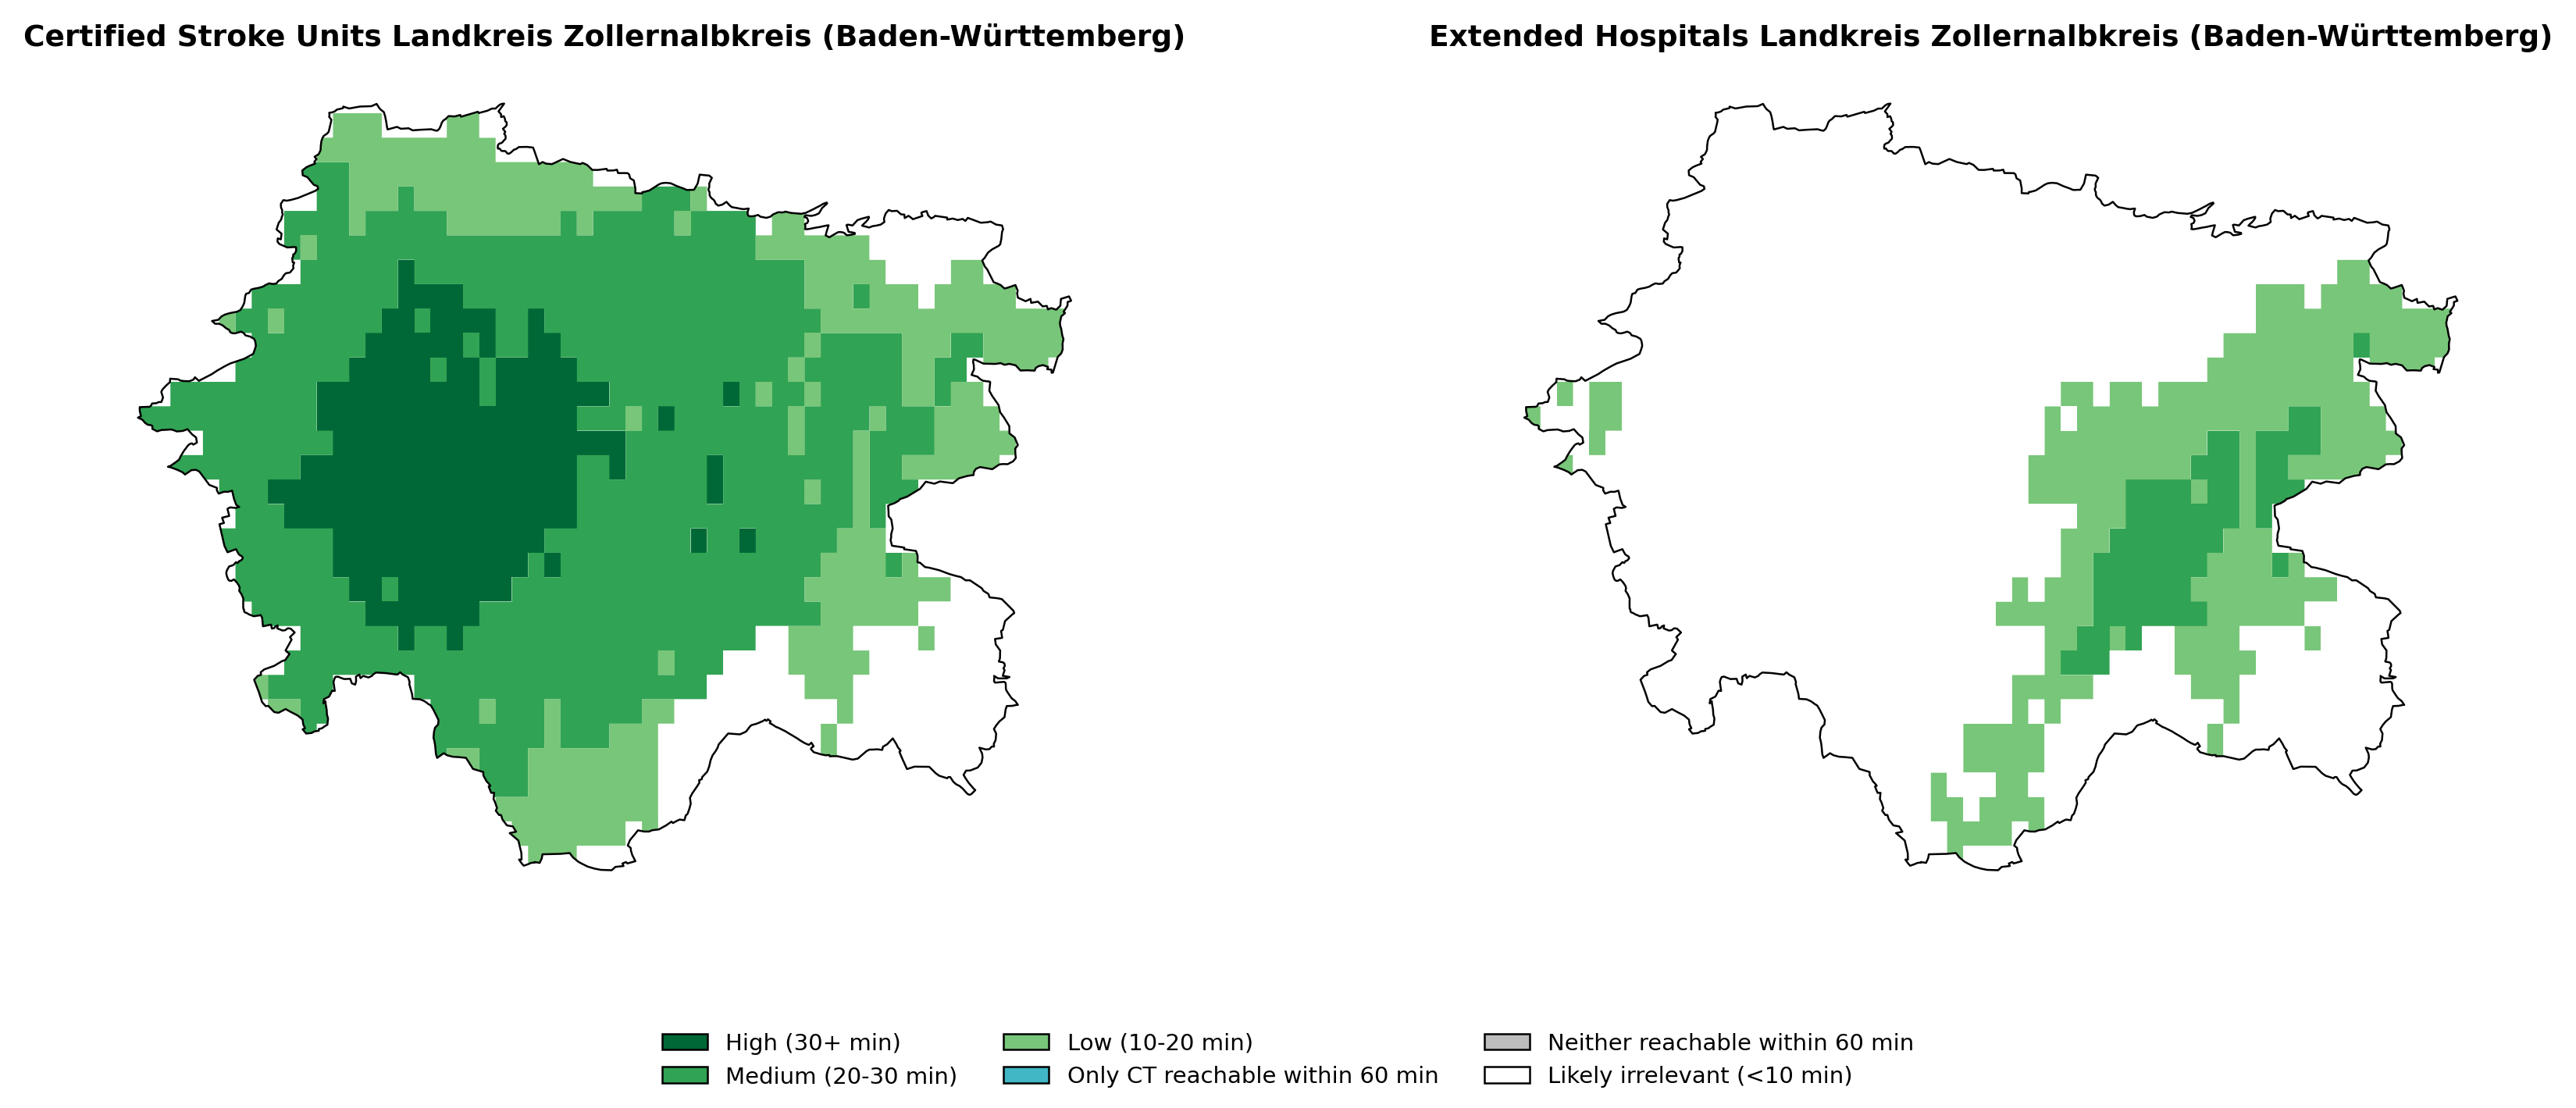 Certified Stroke Units Landkreis Zollernalbkreis (Baden-Württemberg)
Extended Hospitals Landkreis Zollernalbkreis (Baden-Württemberg)
High (30+ min)
Medium (20-30 min)
Low (10-20 min)
Only CT reachable within 60 min
Neither reachable within 60 min
Likely irrelevant (<10 min)